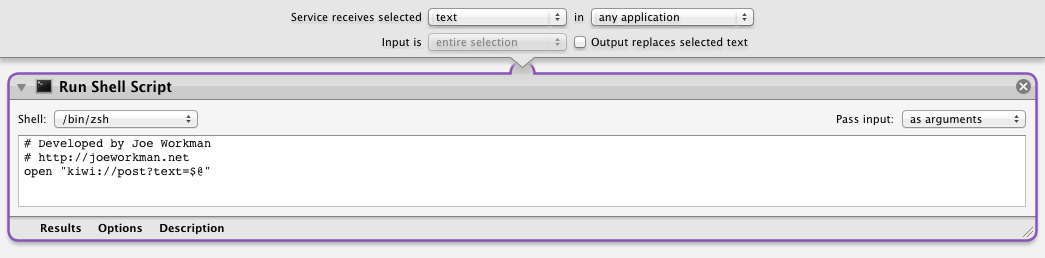 Service receives selected text in any application
Input is entire selection Output replaces selected text
Run Shell Script
Shell: /bin/zsh Pass input: as arguments
# Developed by Joe Workman
# http://joeworkman.net
open "kiwi://post?text=$@"
Results Options Description